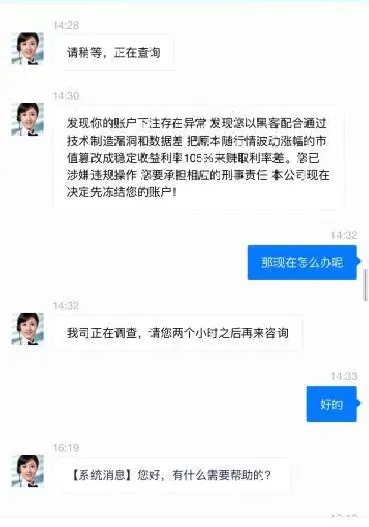 14:28
请稍等，正在查询
14:30
发现你的账户下注存在异常 发现您以黑客配合通过
技术制造漏洞和数据差 把原本随行情波动涨幅的市
值篡改成稳定收益利率105%来赚取利率差。您已
涉嫌违规操作 您要承担相应的刑事责任 本公司现在
决定先冻结您的账户！
14:32
那现在怎么办呢
14:32
我司正在调查，请您两个小时之后再来咨询
14:33
好的
16:19
【系统消息】您好，有什么需要帮助的？